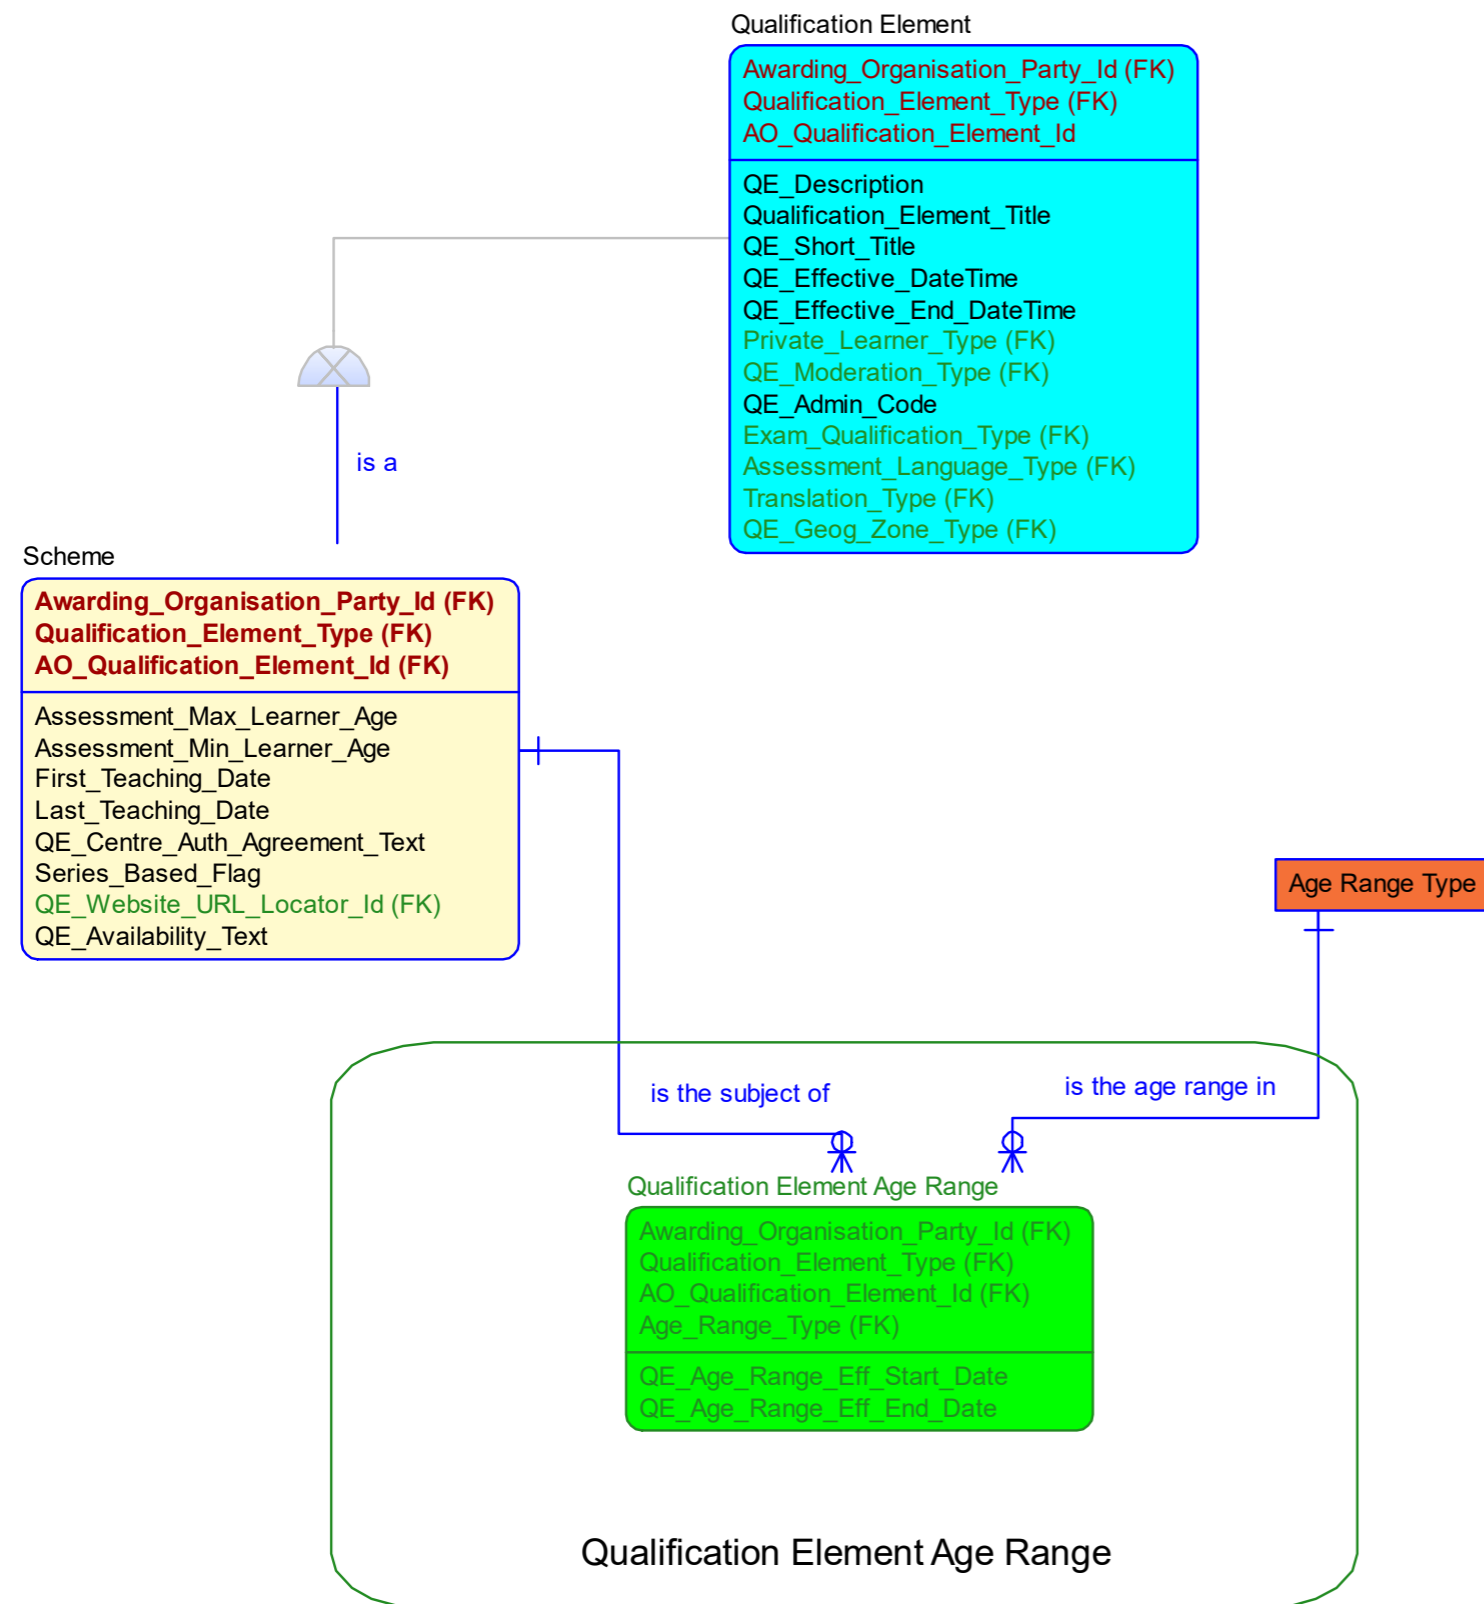 Qualification Element
Awarding_Organisation_Party_Id (FK)
Qualification_Element_Type (FK)
AO_Qualification_Element_Id
QE_Description
Qualification_Element_Title
QE_Short_Title
QE_Effective_DateTime
QE_Effective_End_DateTime
Private_Learner_Type (FK)
QE_Moderation_Type (FK)
QE_Admin_Code
Exam_Qualification_Type (FK)
Assessment_Language_Type (FK)
Translation_Type (FK)
QE_Geog_Zone_Type (FK)
is a
Scheme
Awarding_Organisation_Party_Id (FK)
Qualification_Element_Type (FK)
AO_Qualification_Element_Id (FK)
Assessment_Max_Learner_Age
Assessment_Min_Learner_Age
First_Teaching_Date
Last_Teaching_Date
QE_Centre_Auth_Agreement_Text
Series_Based_Flag
QE_Website_URL_Locator_Id (FK)
QE_Availability_Text
Age Range Type
is the subject of
is the age range in
Qualification Element Age Range
Awarding_Organisation_Party_Id (FK)
Qualification_Element_Type (FK)
AO_Qualification_Element_Id (FK)
Age_Range_Type (FK)
QE_Age_Range_Eff_Start_Date
QE_Age_Range_Eff_End_Date
Qualification Element Age Range